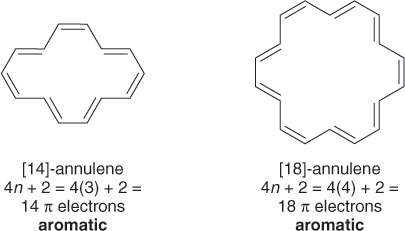 [14]-annulene
4n + 2 = 4(3) + 2 =
14 π electrons
aromatic
[18]-annulene
4n + 2 = 4(4) + 2 =
18 π electrons
aromatic